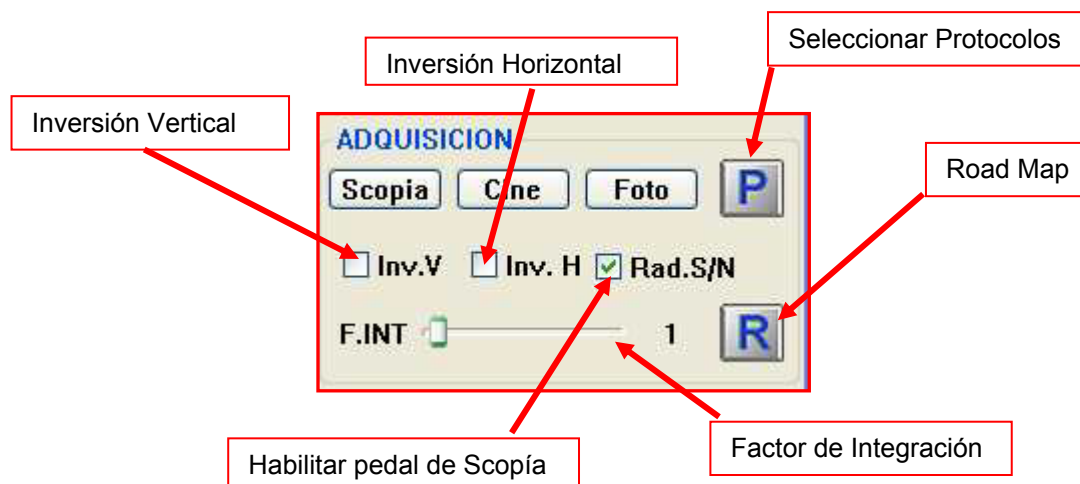 Seleccionar Protocolos
Inversión Horizontal
Inversión Vertical
ADQUISICION
Road Map
Scopia Cine Foto P
Inv.V Inv. H Rad.S/N
F.INT 1 R
Factor de Integración
Habilitar pedal de Scopía